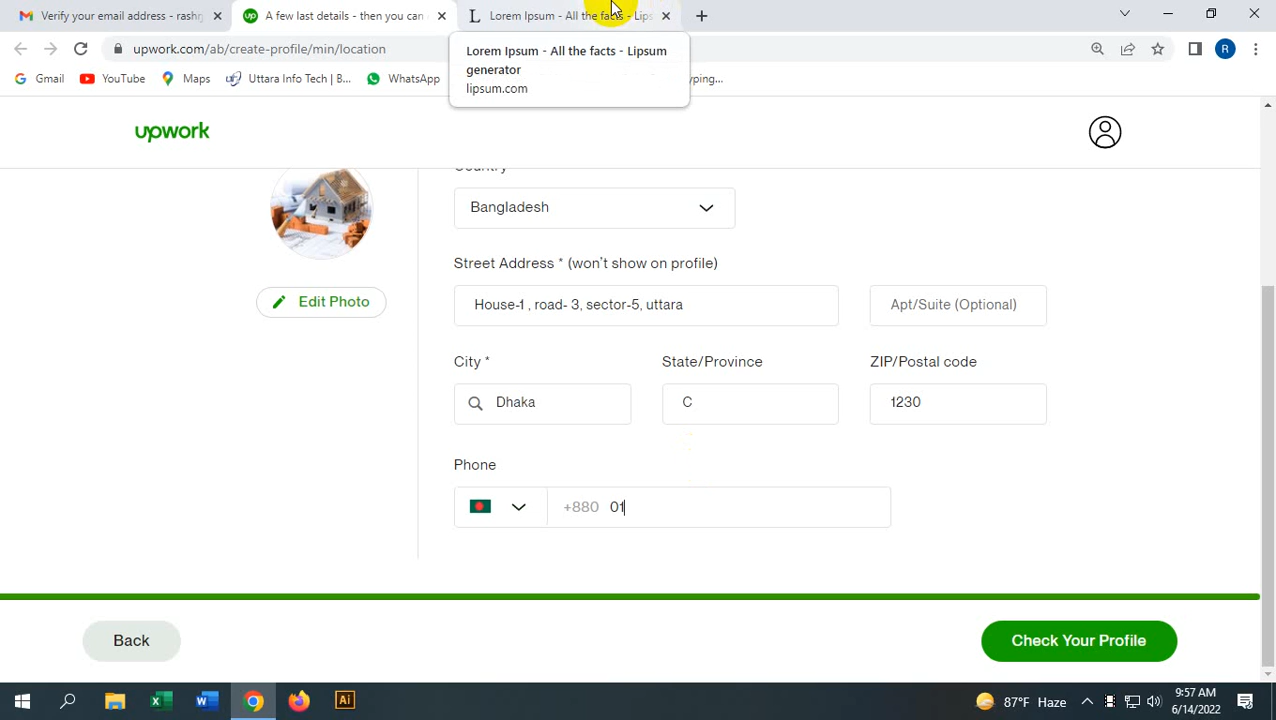 Verify your email address - rashr
A few last details - then you can
Lorem Ipsum - All the facts - Lips
upwork.com/ab/create-profile/min/location
R
Gmail
YouTube
Maps
Uttara Info Tech | B...
WhatsApp
Lorem Ipsum - All the facts - Lipsum
generator
lipsum.com
yping...
upwork
Country
Bangladesh
Street Address * (won't show on profile)
House-1 , road- 3, sector-5, uttara
Apt/Suite (Optional)
Edit Photo
City *
State/Province
ZIP/Postal code
Dhaka
C
1230
Phone
+880 01
Back
Check Your Profile
87°F Haze
9:57 AM
6/14/2022